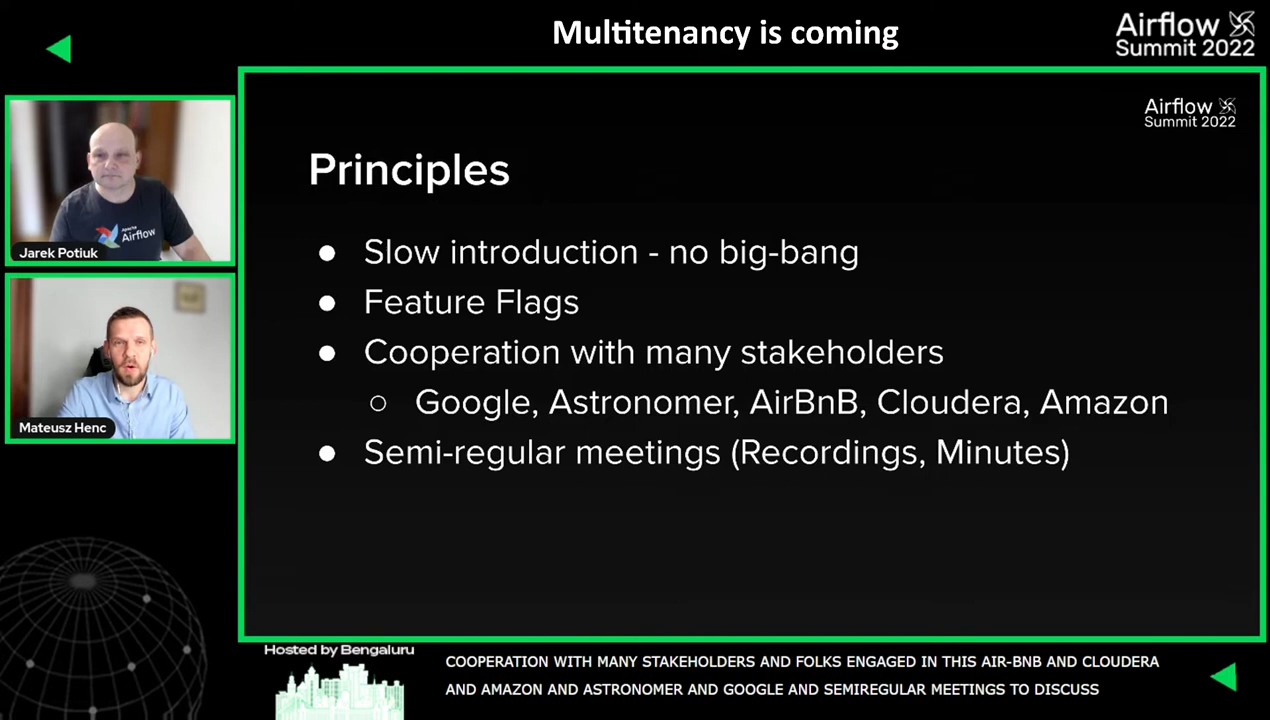 Multitenancy is coming
Airflow
Summit 2022
Airflow
Summit 2022
Apache
Airflow
Jarek Potiuk
Mateusz Henc
Principles
● Slow introduction - no big-bang
● Feature Flags
● Cooperation with many stakeholders
○ Google, Astronomer, AirBnB, Cloudera, Amazon
● Semi-regular meetings (Recordings, Minutes)
Hosted by Bengaluru
COOPERATION WITH MANY STAKEHOLDERS AND FOLKS ENGAGED IN THIS AIR-BNB AND CLOUDERA
AND AMAZON AND ASTRONOMER AND GOOGLE AND SEMIREGULAR MEETINGS TO DISCUSS